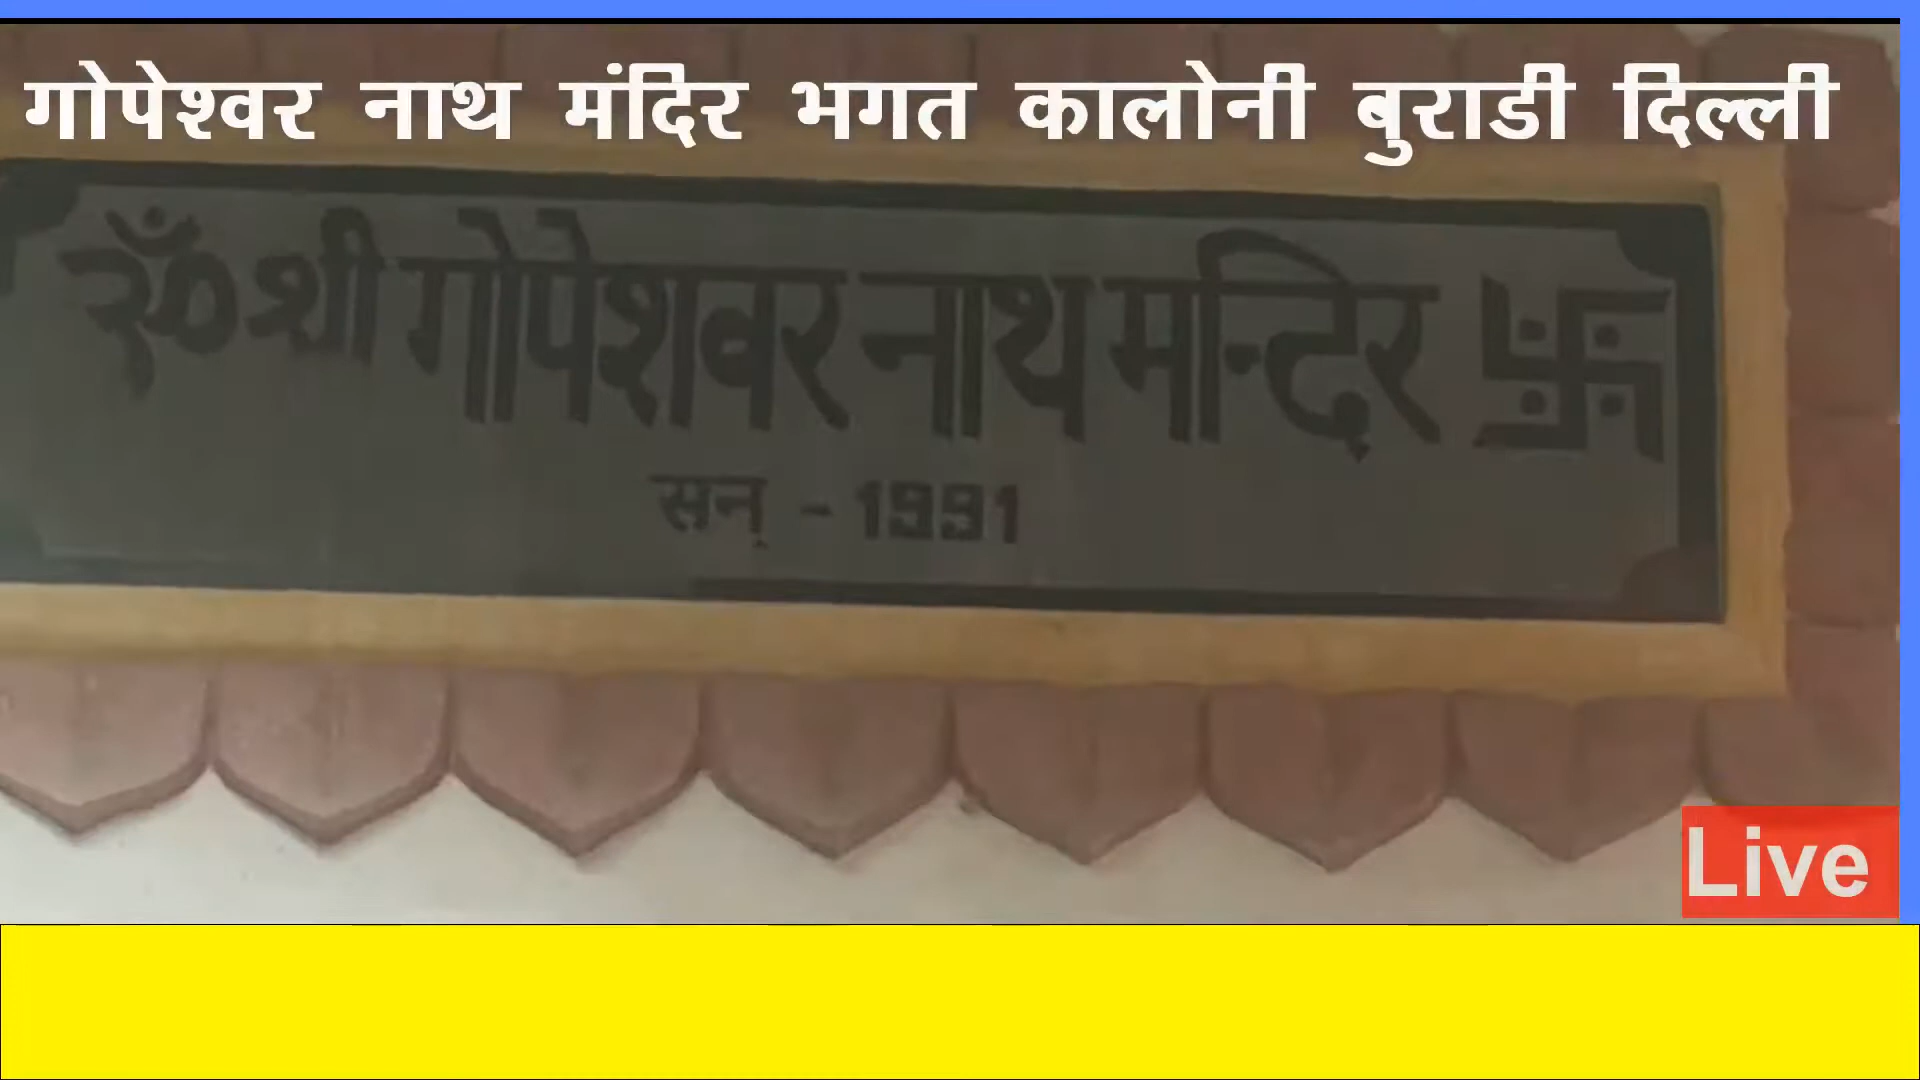 गोपेश्वर नाथ मंदिर भगत कालोनी बुराडी दिल्ली
ॐ श्री गोपेशवर नाथ मन्दिर 卐
सन् - 1991
Live